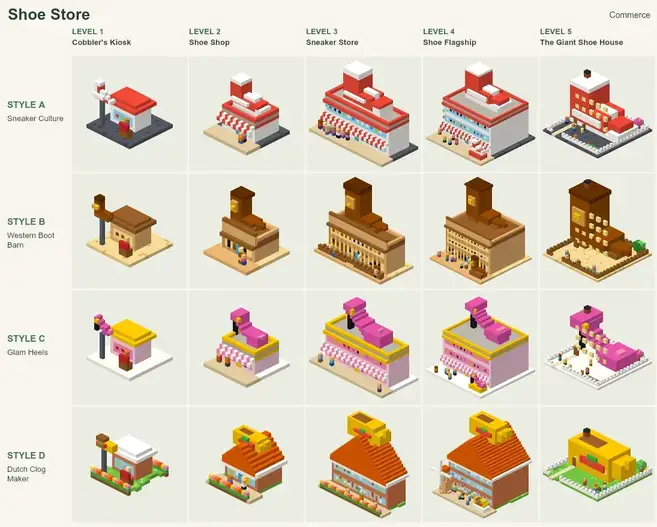 Shoe Store
Commerce
LEVEL 1
Cobbler's Kiosk
LEVEL 2
Shoe Shop
LEVEL 3
Sneaker Store
LEVEL 4
Shoe Flagship
LEVEL 5
The Giant Shoe House
STYLE A
Sneaker Culture
STYLE B
Western Boot
Barn
STYLE C
Glam Heels
STYLE D
Dutch Clog
Maker